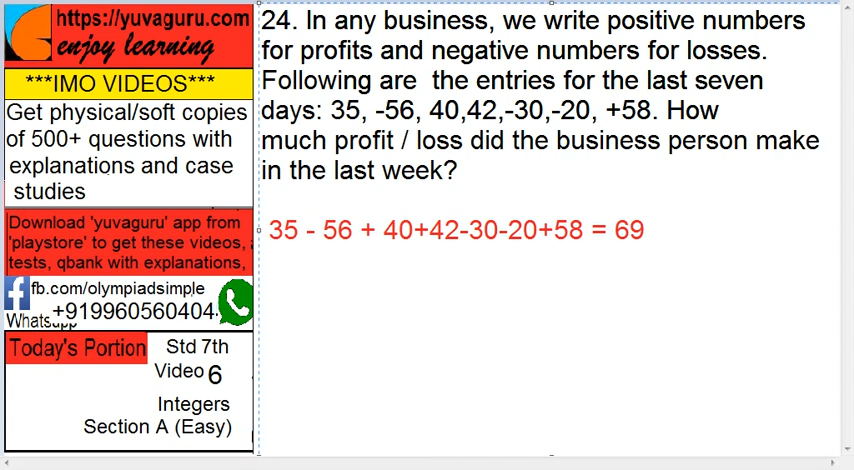 https://yuvaguru.com
enjoy learning
***IMO VIDEOS***
Get physical/soft copies
of 500+ questions with
explanations and case
studies
Download 'yuvaguru' app from
'playstore' to get these videos,
tests, qbank with explanations,
fb.com/olympiadsimple
+919960560404
Whatsupp
Today's Portion
Std 7th
Video 6
Integers
Section A (Easy)
24. In any business, we write positive numbers
for profits and negative numbers for losses.
Following are the entries for the last seven
days: 35, -56, 40,42,-30,-20, +58. How
much profit / loss did the business person make
in the last week?
35 - 56 + 40+42-30-20+58 = 69